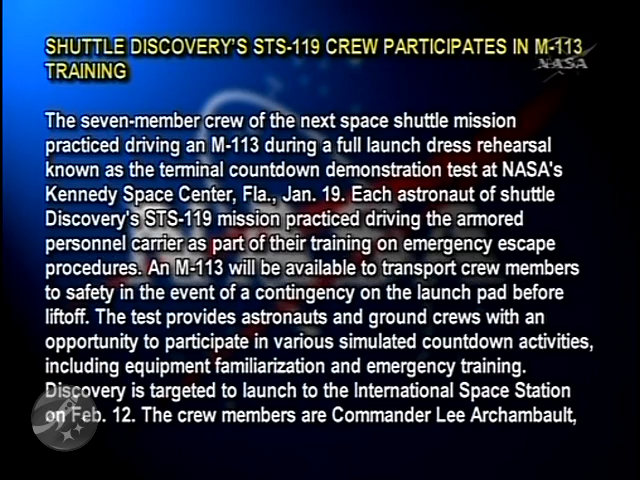 SHUTTLE DISCOVERY'S STS-119 CREW PARTICIPATES IN M-113
TRAINING
NASA
The seven-member crew of the next space shuttle mission
practiced driving an M-113 during a full launch dress rehearsal
known as the terminal countdown demonstration test at NASA's
Kennedy Space Center, Fla., Jan. 19. Each astronaut of shuttle
Discovery's STS-119 mission practiced driving the armored
personnel carrier as part of their training on emergency escape
procedures. An M-113 will be available to transport crew members
to safety in the event of a contingency on the launch pad before
liftoff. The test provides astronauts and ground crews with an
opportunity to participate in various simulated countdown activities,
including equipment familiarization and emergency training.
Discovery is targeted to launch to the International Space Station
on Feb. 12. The crew members are Commander Lee Archambault,